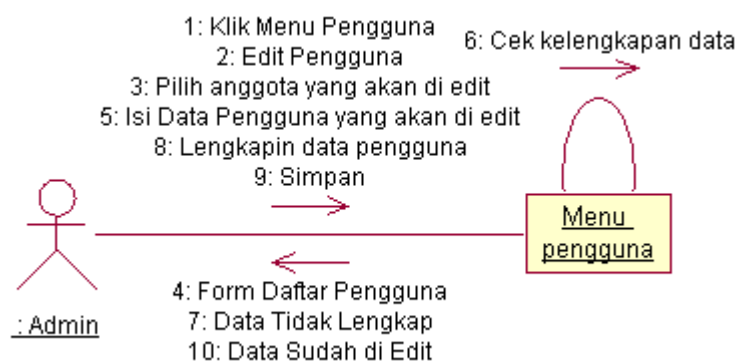 1: Klik Menu Pengguna
2: Edit Pengguna
3: Pilih anggota yang akan di edit
5: Isi Data Pengguna yang akan di edit
8: Lengkapin data pengguna
9: Simpan
6: Cek kelengkapan data
Menu
pengguna
: Admin
4: Form Daftar Pengguna
7: Data Tidak Lengkap
10: Data Sudah di Edit